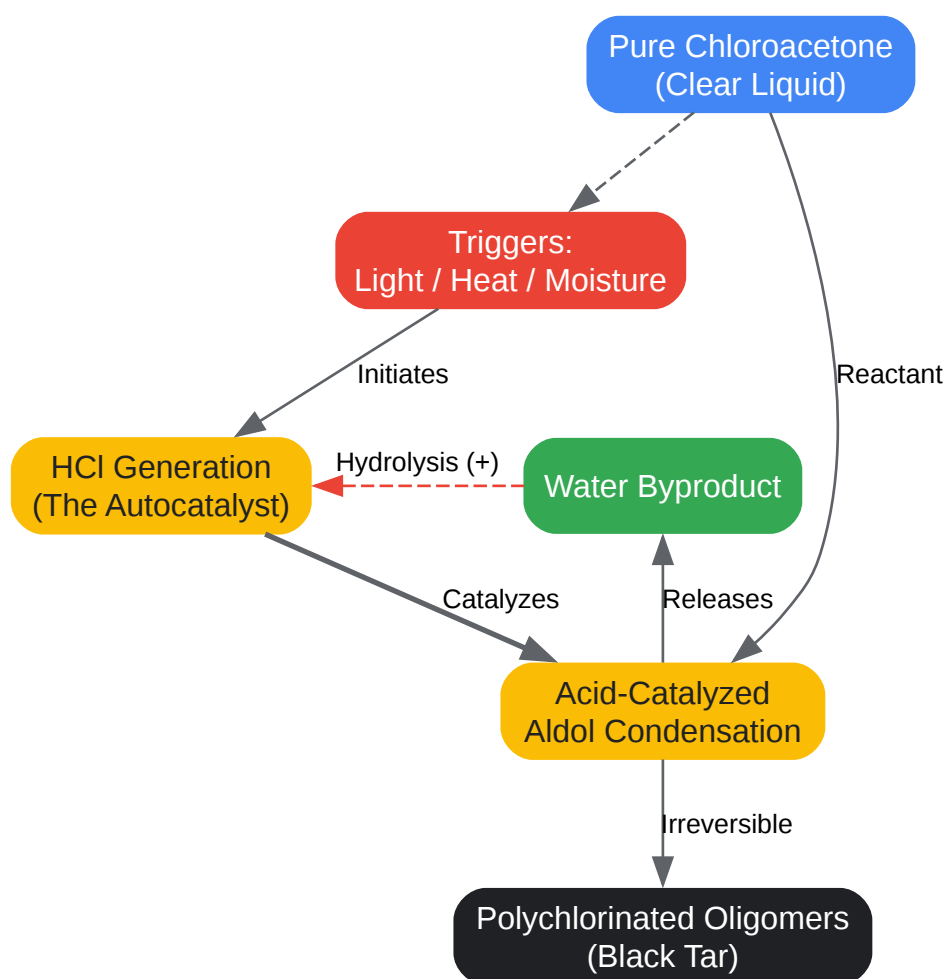 Pure Chloroacetone
(Clear Liquid)
Triggers:
Light / Heat / Moisture
Initiates
Reactant
HCl Generation
(The Autocatalyst)
Hydrolysis (+)
Water Byproduct
Catalyzes
Releases
Acid-Catalyzed
Aldol Condensation
Irreversible
Polychlorinated Oligomers
(Black Tar)